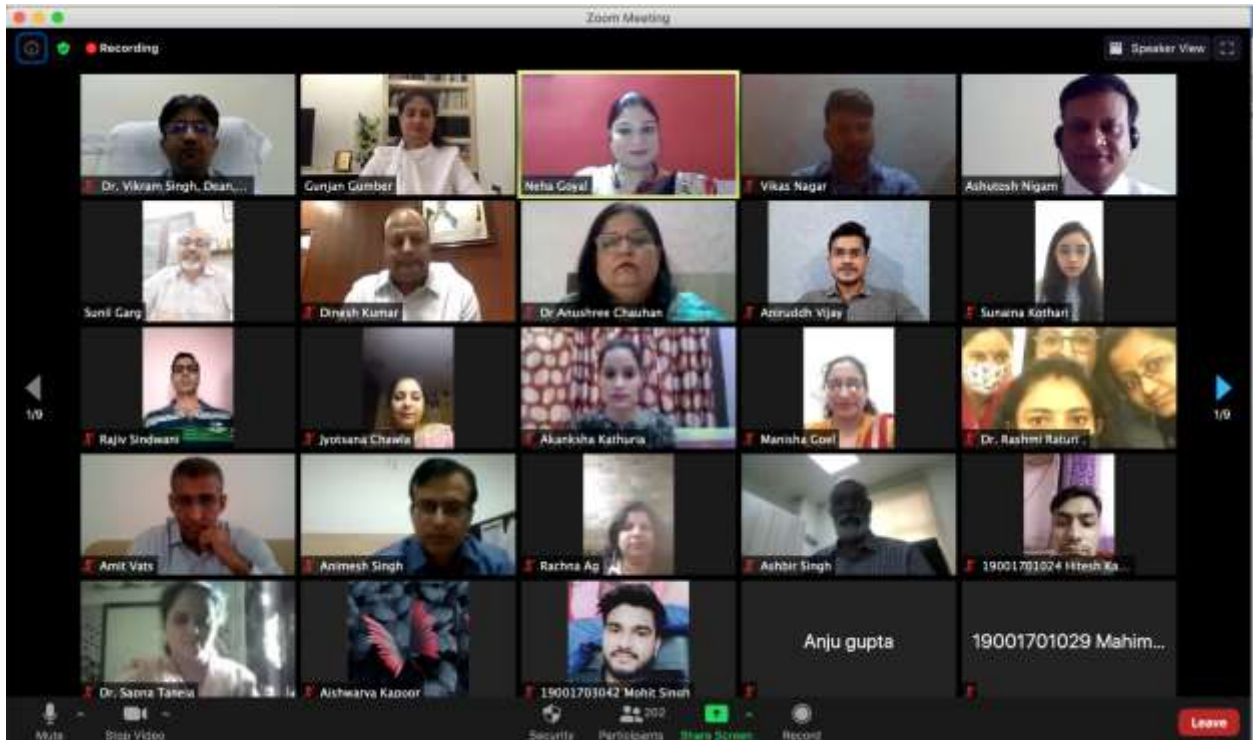 Zoom Meeting
Recording
Speaker View
Dr. Vikram Singh, Dean,...
Gunjan Gumber
Neha Goyal
Vikas Nagar
Ashutosh Nigam
Sunil Garg
Dinesh Kumar
Dr Anushree Chauhan
Aniruddh Vijay
Sunaina Kothari
1/9
1/9
Rajiv Sindwani
Jyotsana Chawla
Akanksha Kathuria
Manisha Goel
Dr. Rashmi Raturi
Amit Vats
Animesh Singh
Rachna Ag
Ashbir Singh
19001701024 Hitesh Ka...
Anju gupta
19001701029 Mahim...
Dr. Sapna Taneja
Aishwarya Kapoor
19001703042 Mohit Singh
Mute
Stop Video
Security
Participants
202
Share Screen
Record
Leave